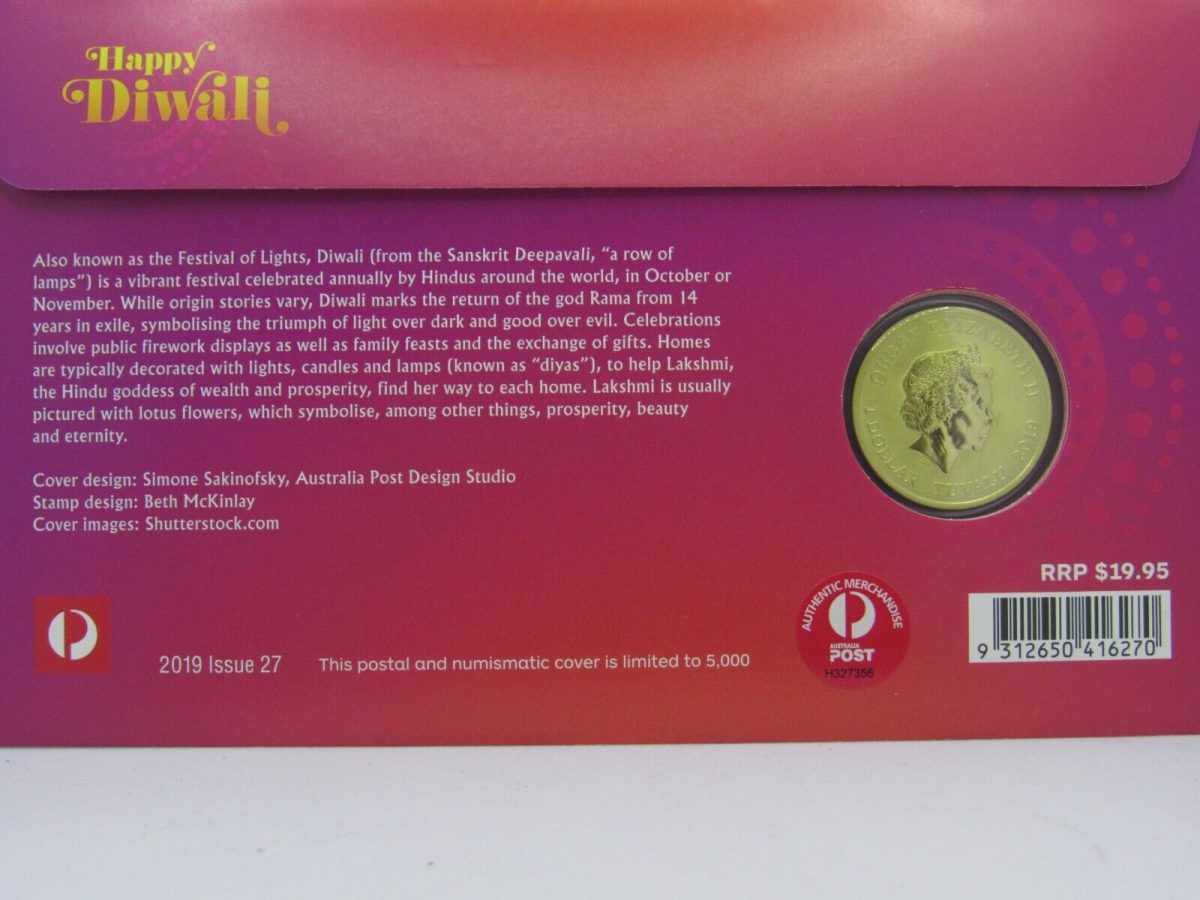 Happy
Diwali
Also known as the Festival of Lights, Diwali (from the Sanskrit Deepavali, “a row of
lamps”) is a vibrant festival celebrated annually by Hindus around the world, in October or
November. While origin stories vary, Diwali marks the return of the god Rama from 14
years in exile, symbolising the triumph of light over dark and good over evil. Celebrations
involve public firework displays as well as family feasts and the exchange of gifts. Homes
are typically decorated with lights, candles and lamps (known as “diyas”), to help Lakshmi,
the Hindu goddess of wealth and prosperity, find her way to each home. Lakshmi is usually
pictured with lotus flowers, which symbolise, among other things, prosperity, beauty
and eternity.
Cover design: Simone Sakinofsky, Australia Post Design Studio
Stamp design: Beth McKinlay
Cover images: Shutterstock.com
QUEEN ELIZABETH II
1 DOLLAR TUVALU 2019
RRP $19.95
9 312650 416270
AUTHENTIC MERCHANDISE
AUSTRALIA
POST
H327356
2019 Issue 27
This postal and numismatic cover is limited to 5,000